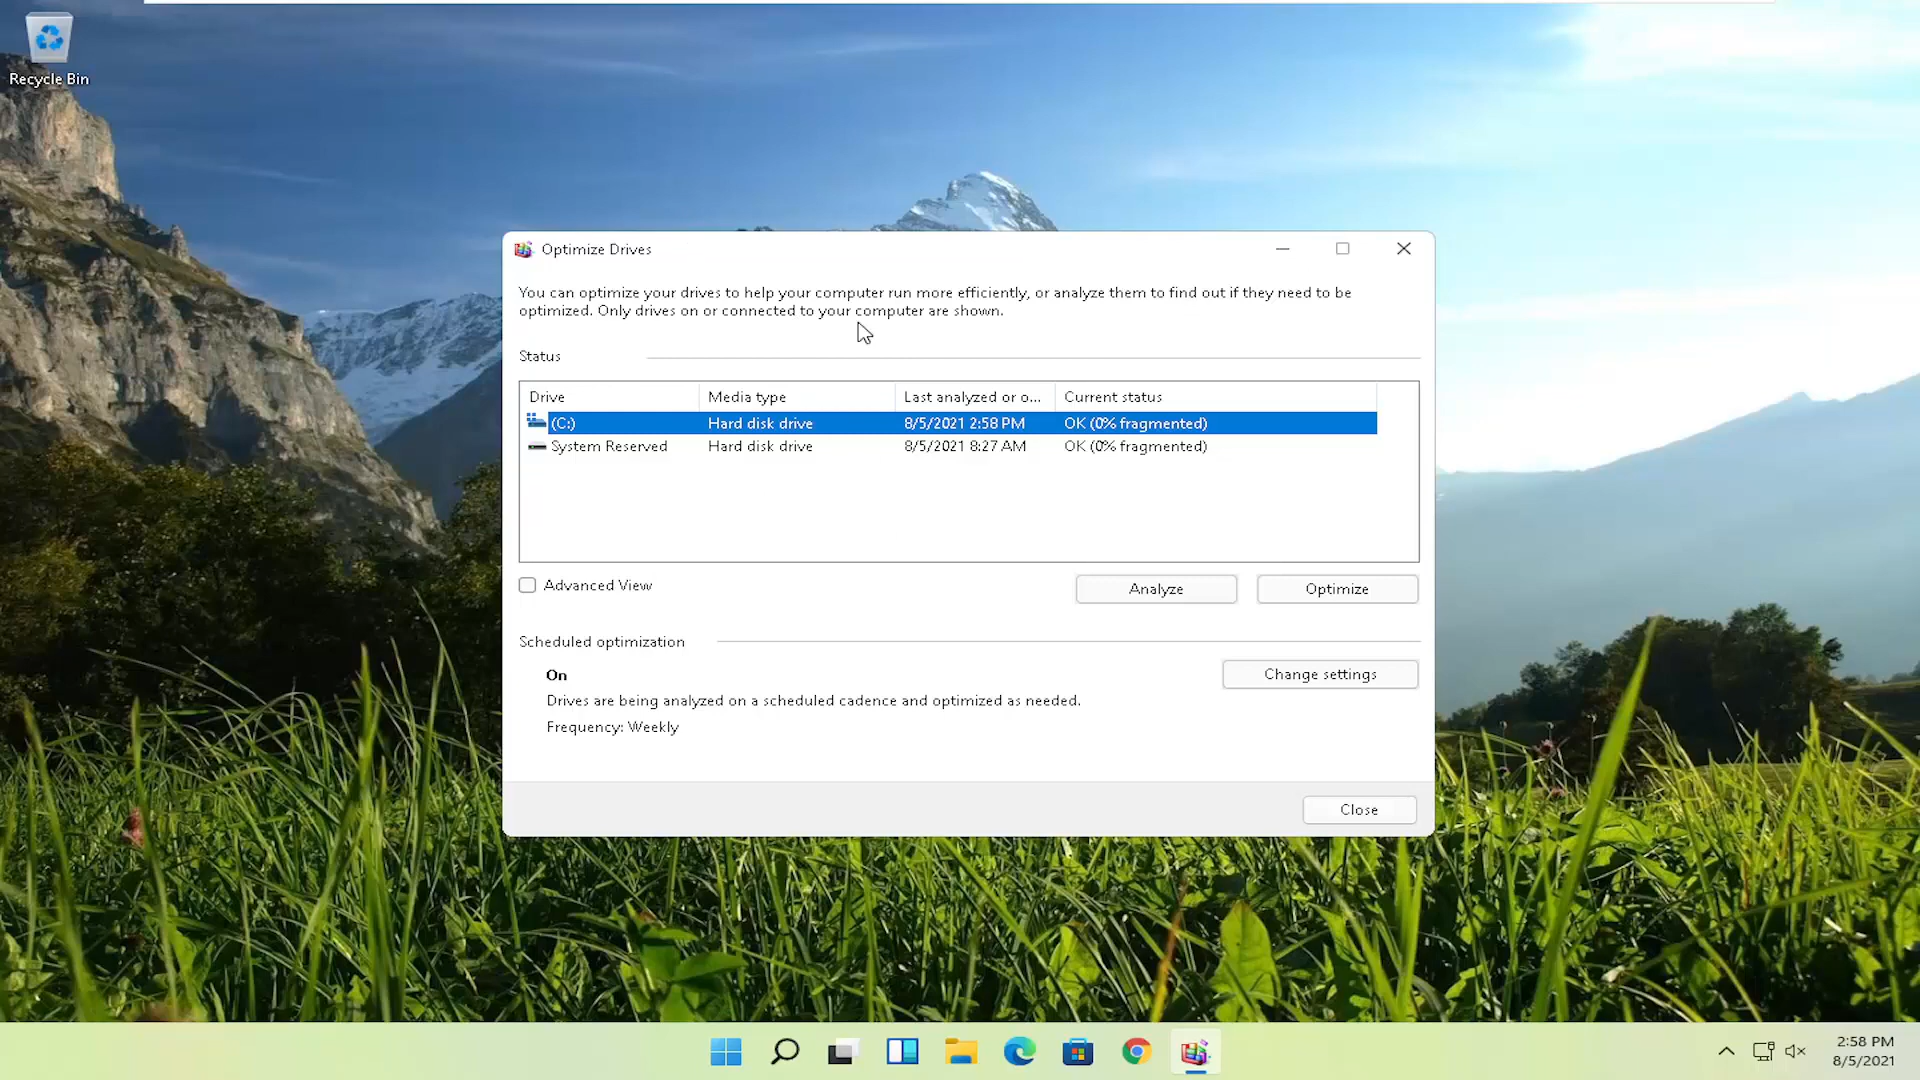 Recycle Bin
Optimize Drives
You can optimize your drives to help your computer run more efficiently, or analyze them to find out if they need to be
optimized. Only drives on or connected to your computer are shown.
Status
Drive Media type Last analyzed or o... Current status
(C:) Hard disk drive 8/5/2021 2:58 PM OK (0% fragmented)
System Reserved Hard disk drive 8/5/2021 8:27 AM OK (0% fragmented)
Advanced View Analyze Optimize
Scheduled optimization
On Change settings
Drives are being analyzed on a scheduled cadence and optimized as needed.
Frequency: Weekly
Close
2:58 PM
8/5/2021